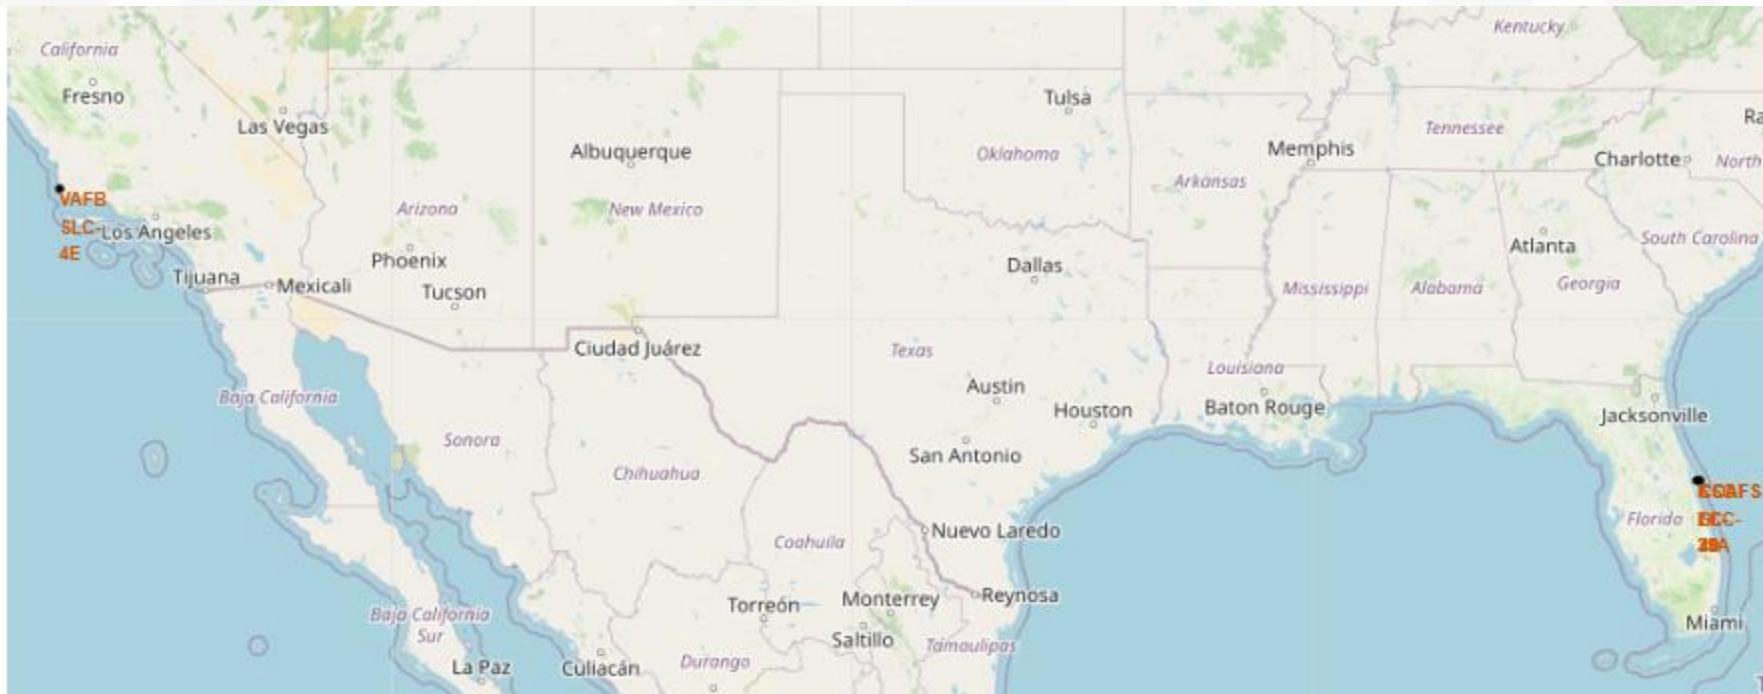 Kentucky
California
Fresno
Tulsa
Ra
Las Vegas
Tennessee
Albuquerque
Memphis
Oklahoma
Charlotte
North
Arkansas
VAFB
SLC-
4E
Arizona
New Mexico
Los Angeles
South Carolina
Atlanta
Phoenix
Dallas
Tijuana
Mexicali
Tucson
Mississippi
Alabama
Georgia
Ciudad Juárez
Texas
Louisiana
Austin
Baja California
Houston
Baton Rouge
Jacksonville
Sonora
San Antonio
Chihuahua
Florida
Nuevo Laredo
Coahuila
Reynosa
Monterrey
Torreón
Baja California
Sur
Miami
Saltillo
Tamaulipas
Durango
La Paz
Culiacán